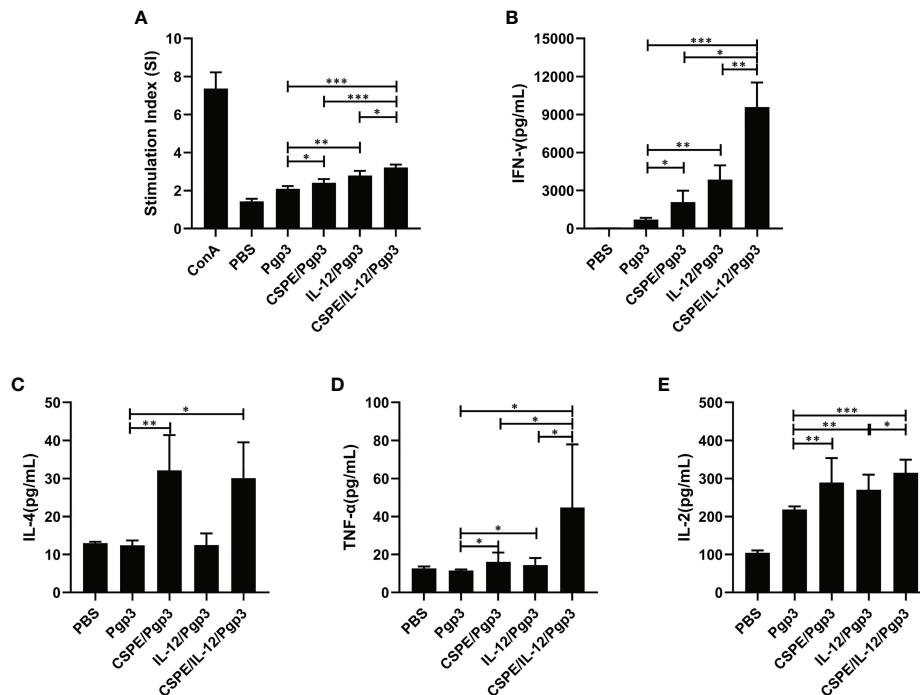 A
Stimulation Index (SI)
10
8
6
4
2
0
***
***
*
**
*
ConA
PBS
Pgp3
CSPE/Pgp3
IL-12/Pgp3
CSPE/IL-12/Pgp3
B
IFN-γ(pg/mL)
15000
12000
9000
6000
3000
0
***
*
**
**
*
PBS
Pgp3
CSPE/Pgp3
IL-12/Pgp3
CSPE/IL-12/Pgp3
C
IL-4(pg/mL)
50
40
30
20
10
0
*
**
PBS
Pgp3
CSPE/Pgp3
IL-12/Pgp3
CSPE/IL-12/Pgp3
D
TNF-α(pg/mL)
100
80
60
40
20
0
*
*
*
*
*
PBS
Pgp3
CSPE/Pgp3
IL-12/Pgp3
CSPE/IL-12/Pgp3
E
IL-2(pg/mL)
500
400
300
200
100
0
***
**
*
**
PBS
Pgp3
CSPE/Pgp3
IL-12/Pgp3
CSPE/IL-12/Pgp3